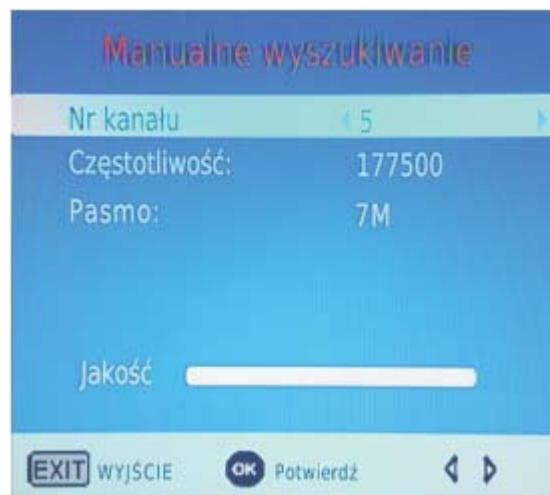 Manualne wyszukiwanie
Nr kanału 5
Częstotliwość: 177500
Pasmo: 7M
Jakość
EXIT WYJŚCIE OK Potwierdź